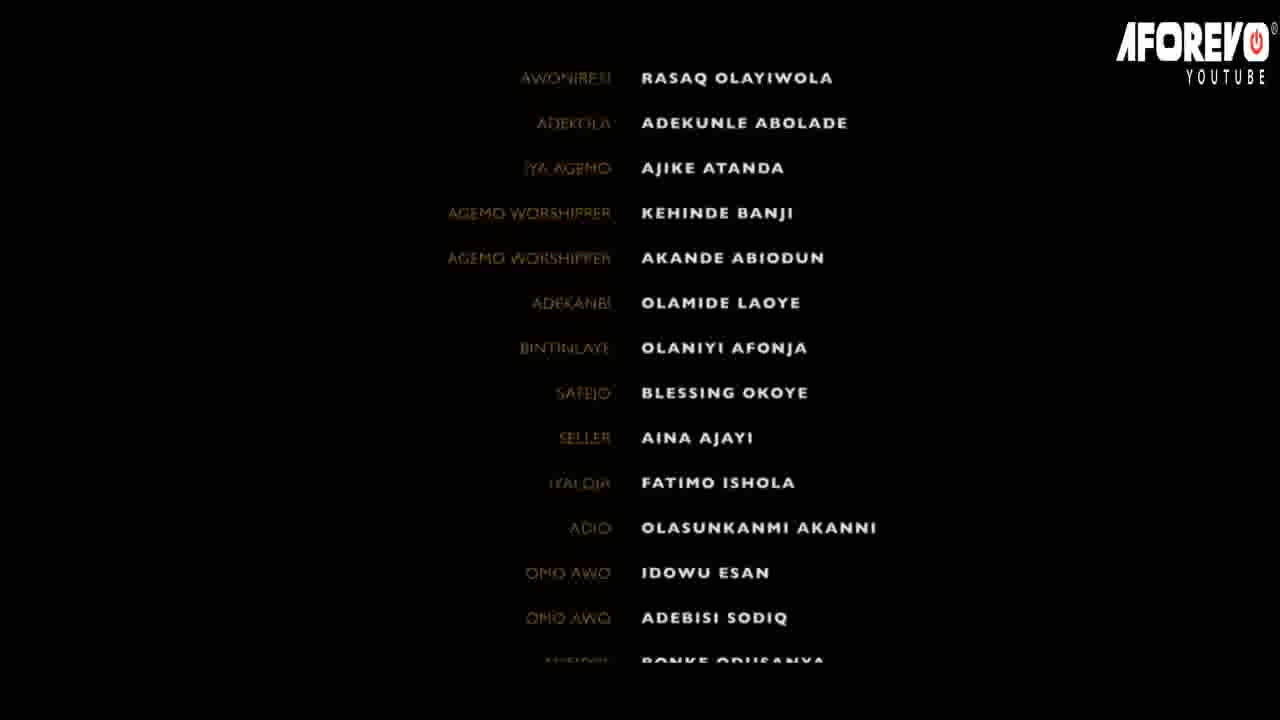 AFOREVO®
YOUTUBE
AWONIRESI RASAQ OLAYIWOLA
ADEKOLA ADEKUNLE ABOLADE
IYA AGEMO AJIKE ATANDA
AGEMO WORSHIPPER KEHINDE BANJI
AGEMO WORSHIPPER AKANDE ABIODUN
ADEKANBI OLAMIDE LAOYE
BINTINLAYE OLANIYI AFONJA
SAFEJO BLESSING OKOYE
SELLER AINA AJAYI
IYALOJA FATIMO ISHOLA
ADIO OLASUNKANMI AKANNI
OMO AWO IDOWU ESAN
OMO AWO ADEBISI SODIQ
RONKE ODUSANYA